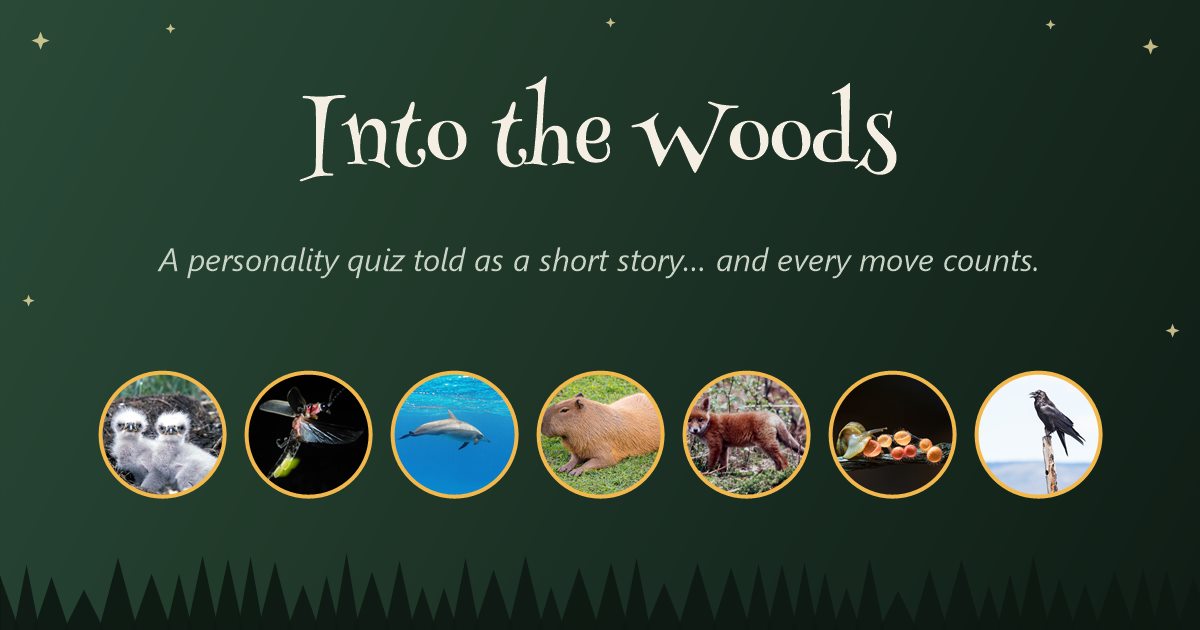 Into the Woods
A personality quiz told as a short story... and every move counts.